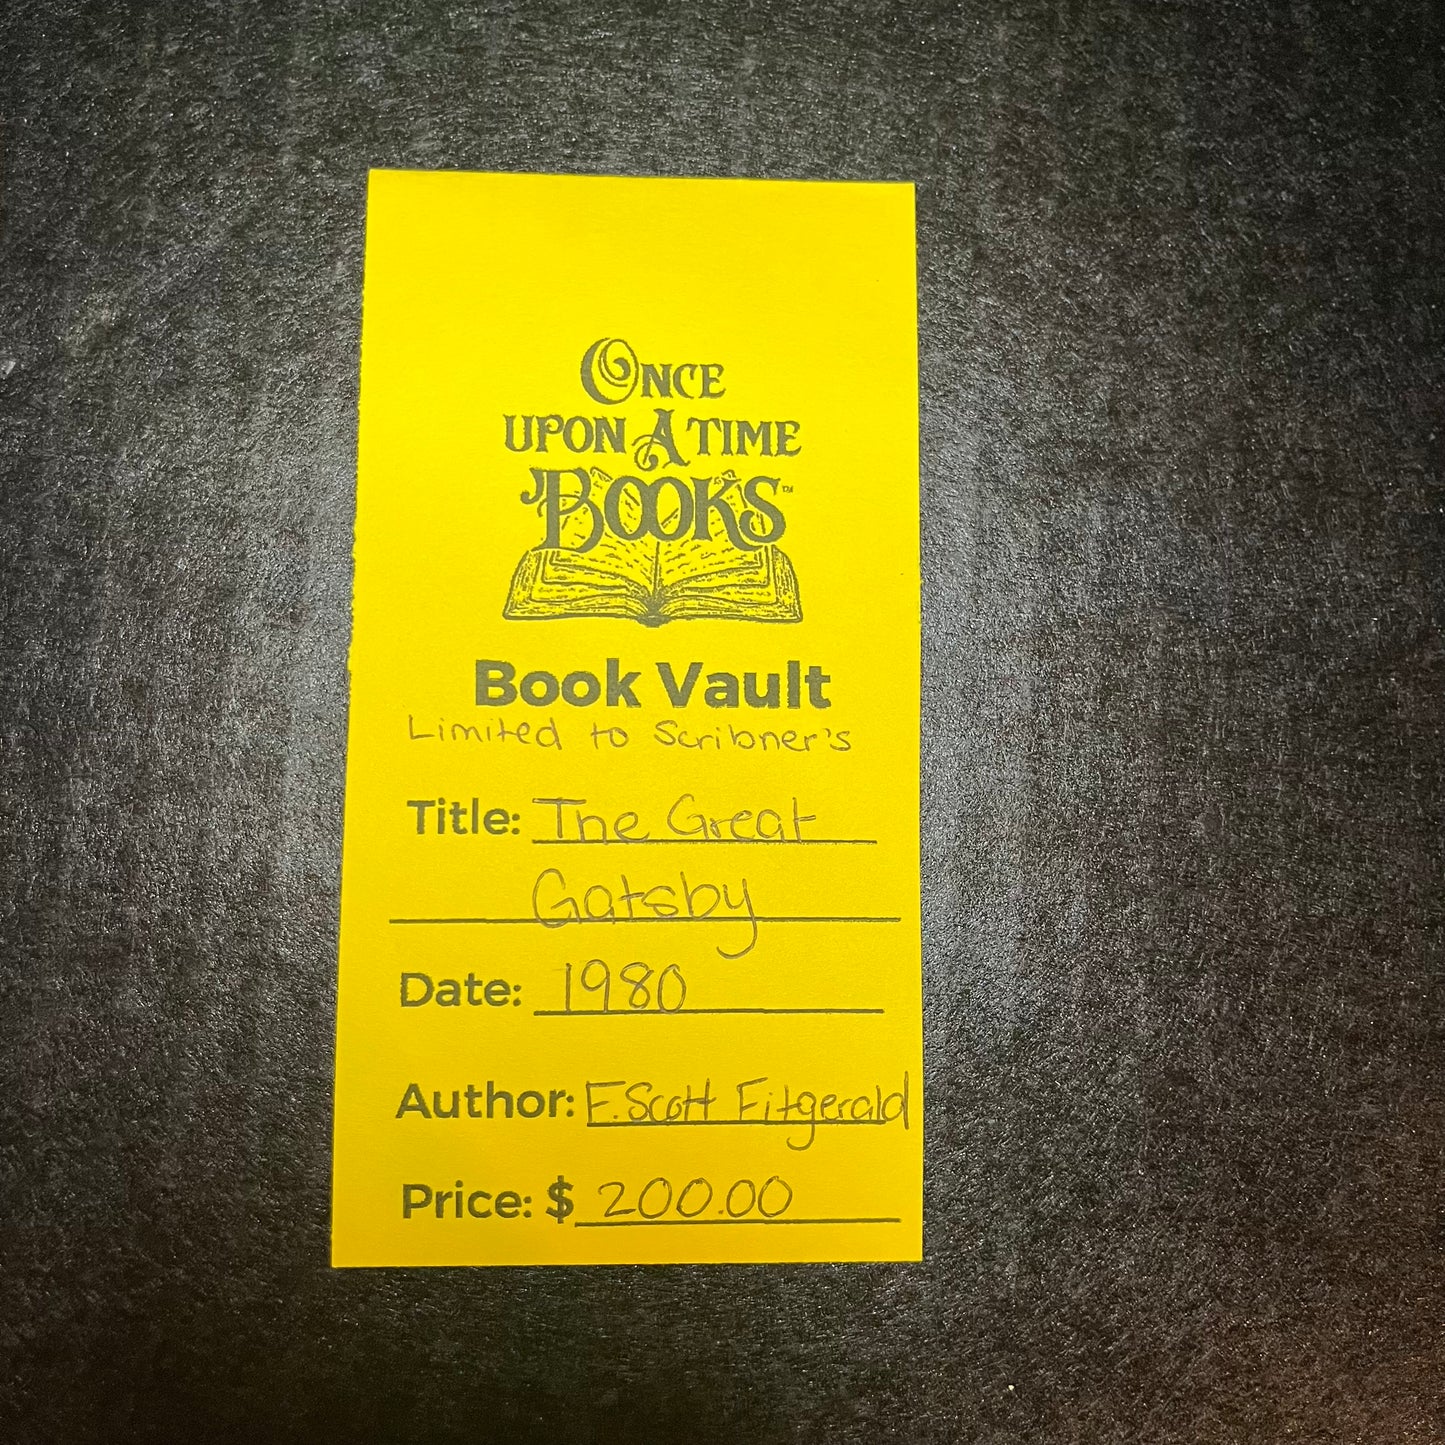 ONCE
UPON A TIME
BOOKS™
Book Vault
Limited to Scribner's
Title: The Great
Gatsby
Date: 1980
Author: F. Scott Fitgerald
Price: $ 200.00